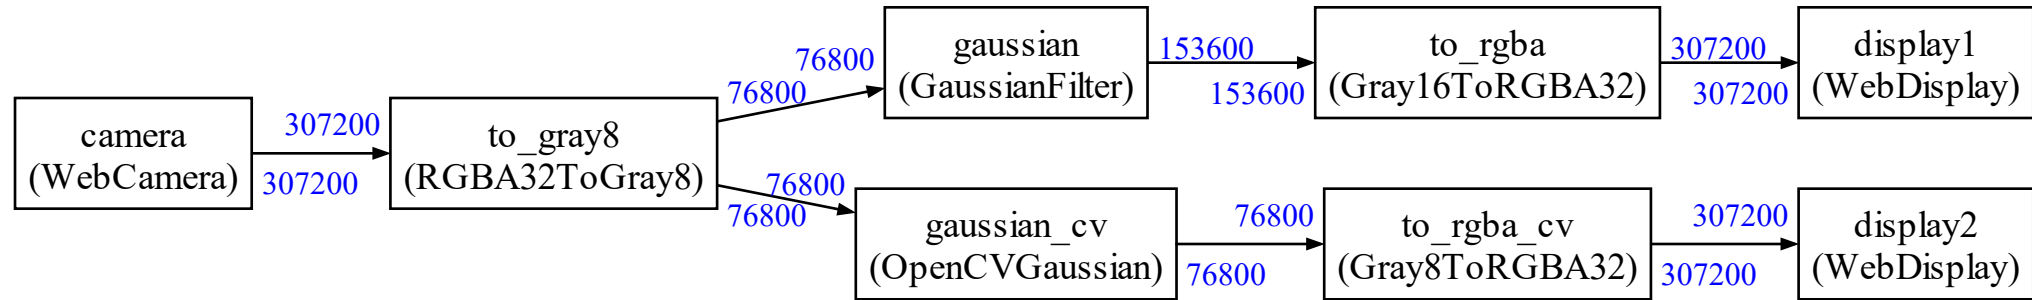 camera
(WebCamera)
307200
307200
to_gray8
(RGBA32ToGray8)
76800
76800
gaussian
(GaussianFilter)
153600
153600
to_rgba
(Gray16ToRGBA32)
307200
307200
display1
(WebDisplay)
76800
76800
gaussian_cv
(OpenCVGaussian)
76800
76800
to_rgba_cv
(Gray8ToRGBA32)
307200
307200
display2
(WebDisplay)